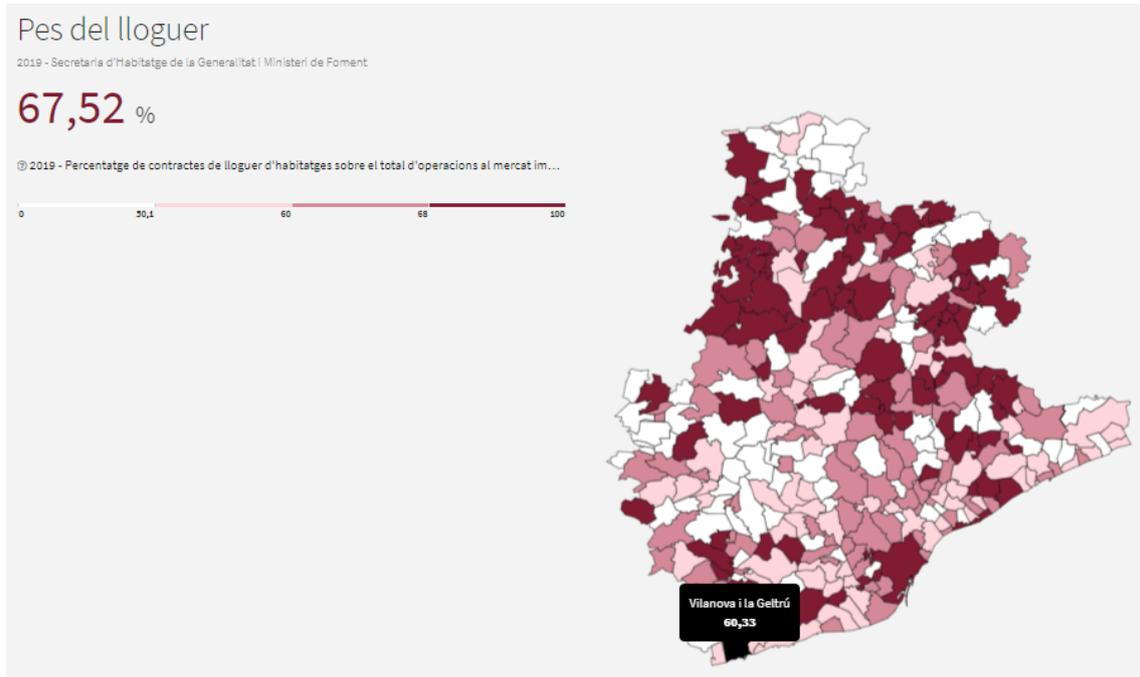 Pes del lloguer
2019 - Secretaria d'Habitatge de la Generalitat i Ministeri de Foment
67,52 %
? 2019 - Percentatge de contractes de lloguer d'habitatges sobre el total d'operacions al mercat im...
0 30,1 60 68 100
Vilanova i la Geltrú
60,33